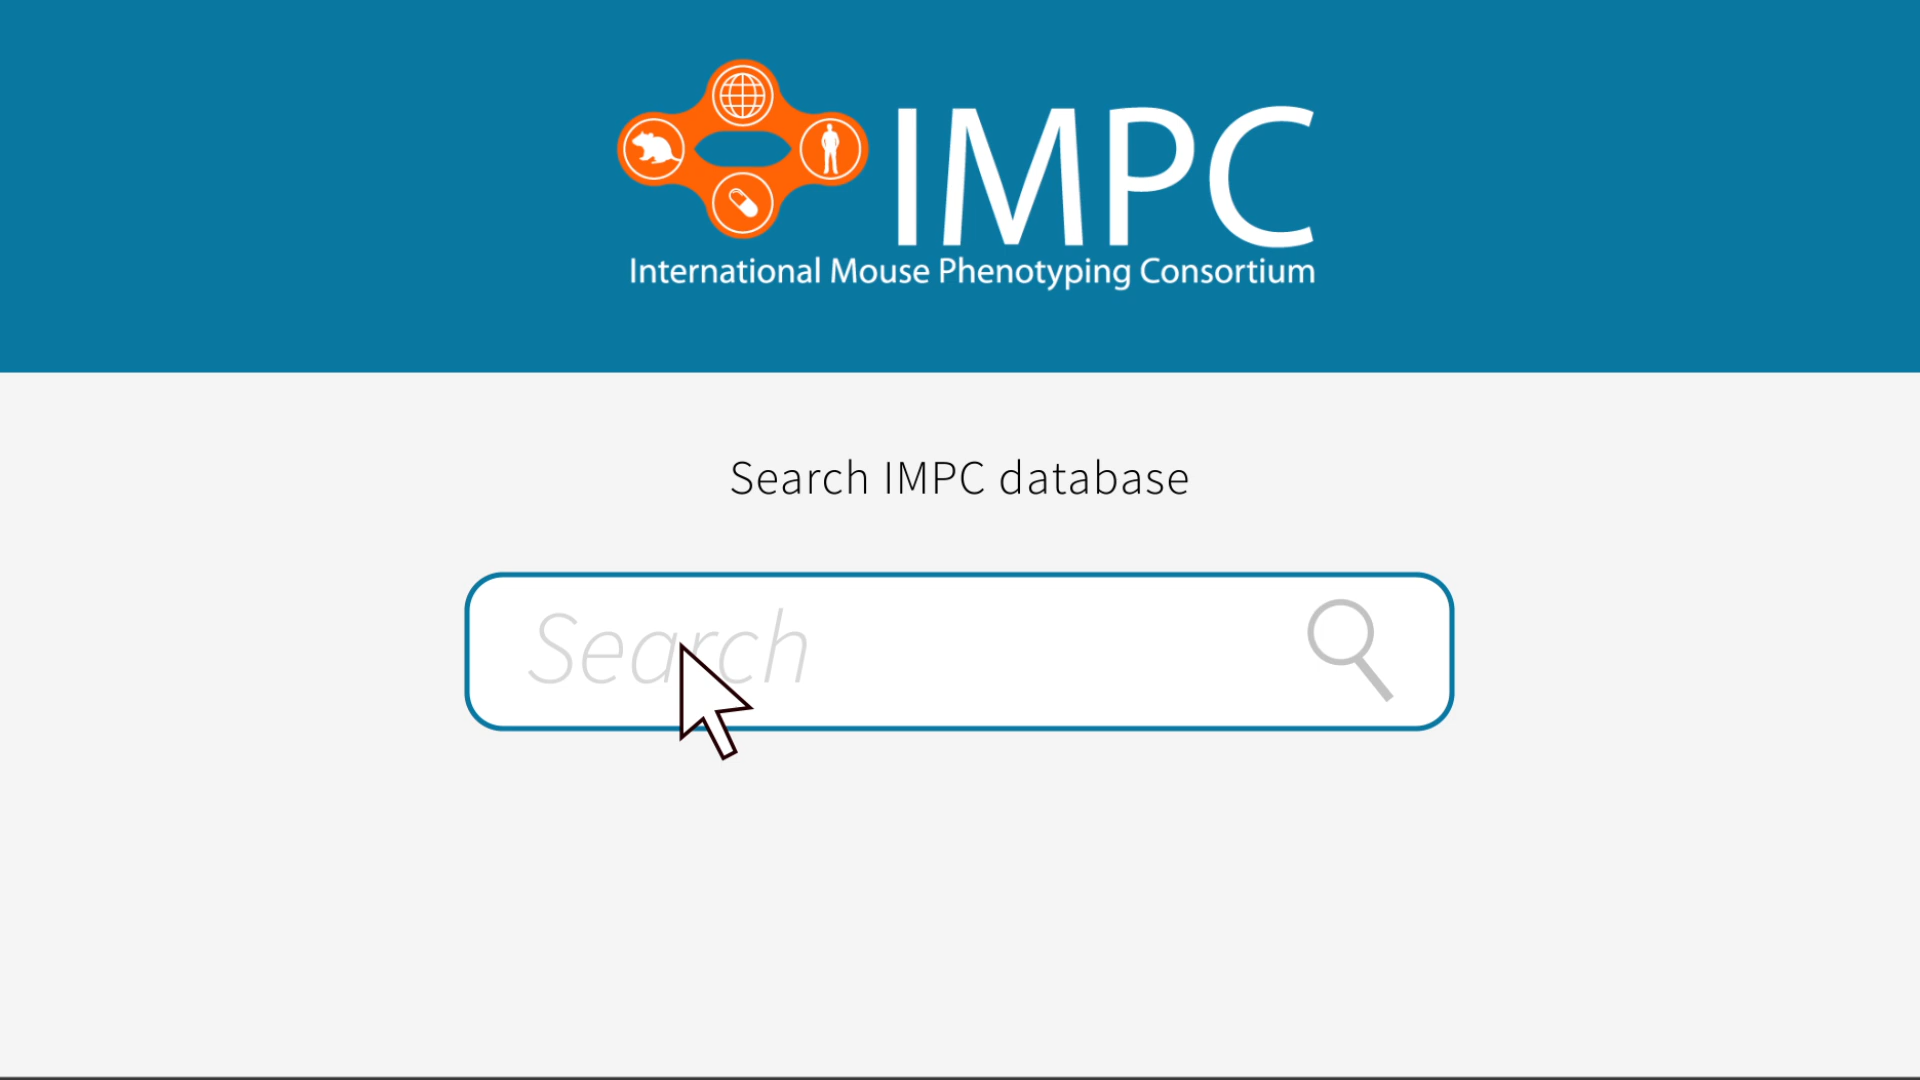 IMPC
International Mouse Phenotyping Consortium
Search IMPC database
Search